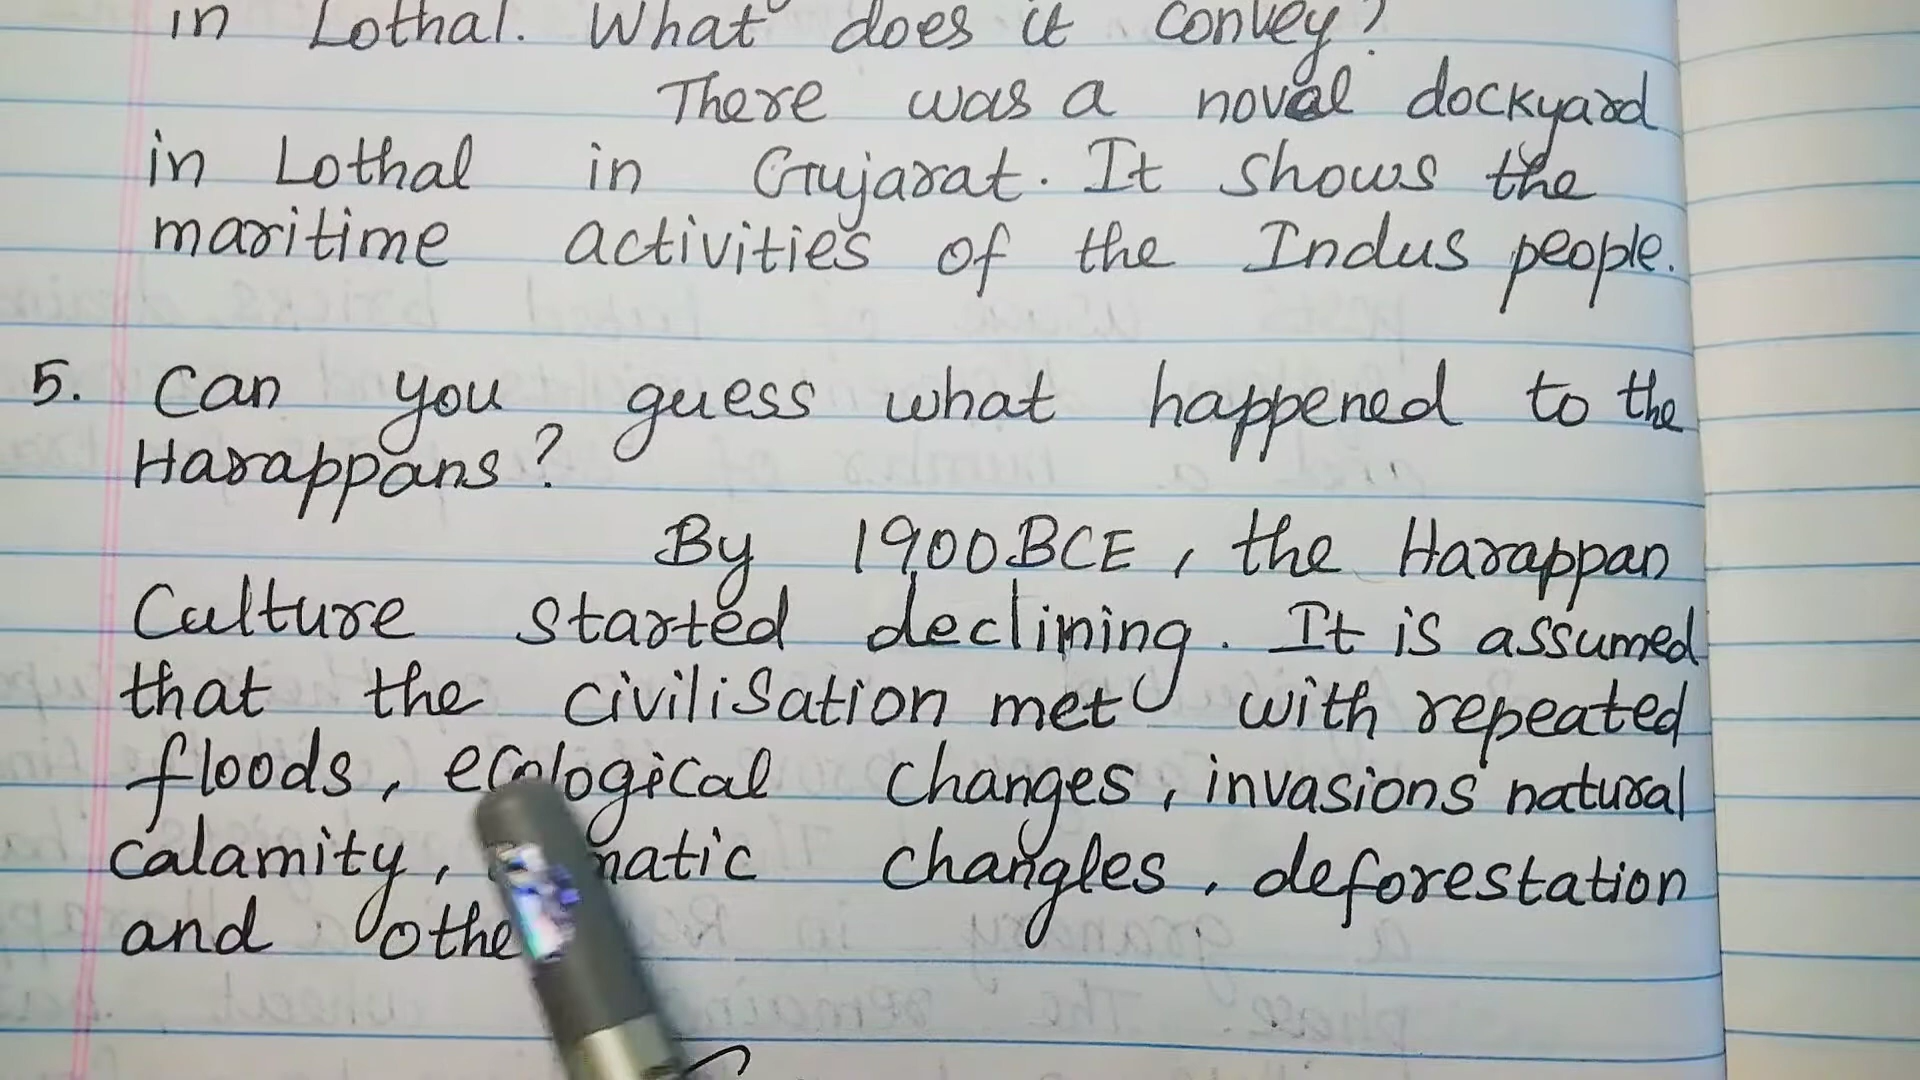 in Lothal. What does it convey?
There was a noval dockyard
in Lothal in Gujarat. It shows the
maritime activities of the Indus people.
5. Can you guess what happened to the
Harappans?
By 1900BCE, the Harappan
Culture started declining. It is assumed
that the civilisation met with repeated
floods, ecological changes, invasions natural
calamity, changles, deforestation
and